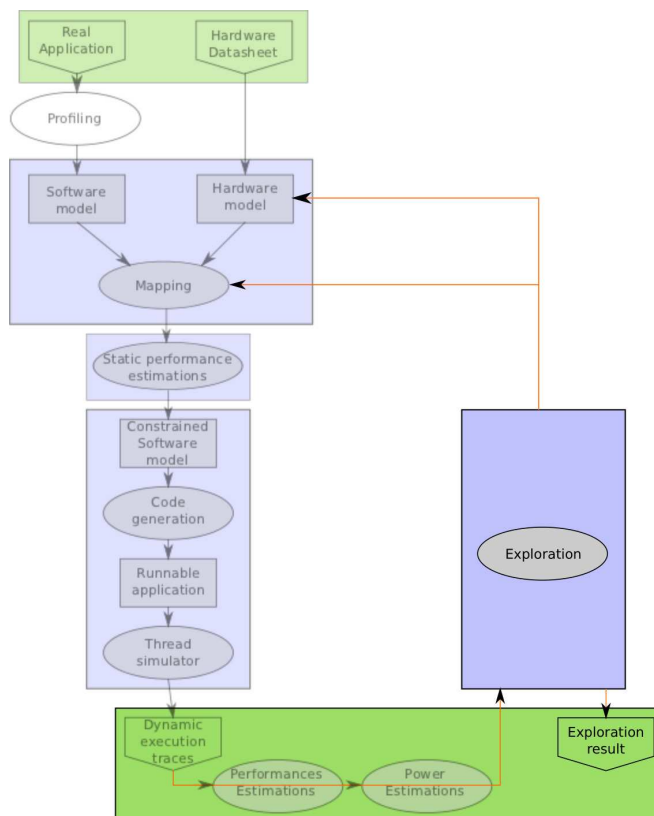 Real
Application
Hardware
Datasheet
Profiling
Software
model
Hardware
model
Mapping
Static performance
estimations
Constrained
Software
model
Code
generation
Exploration
Runnable
application
Thread
simulator
Dynamic
execution
traces
Exploration
result
Performances
Estimations
Power
Estimations